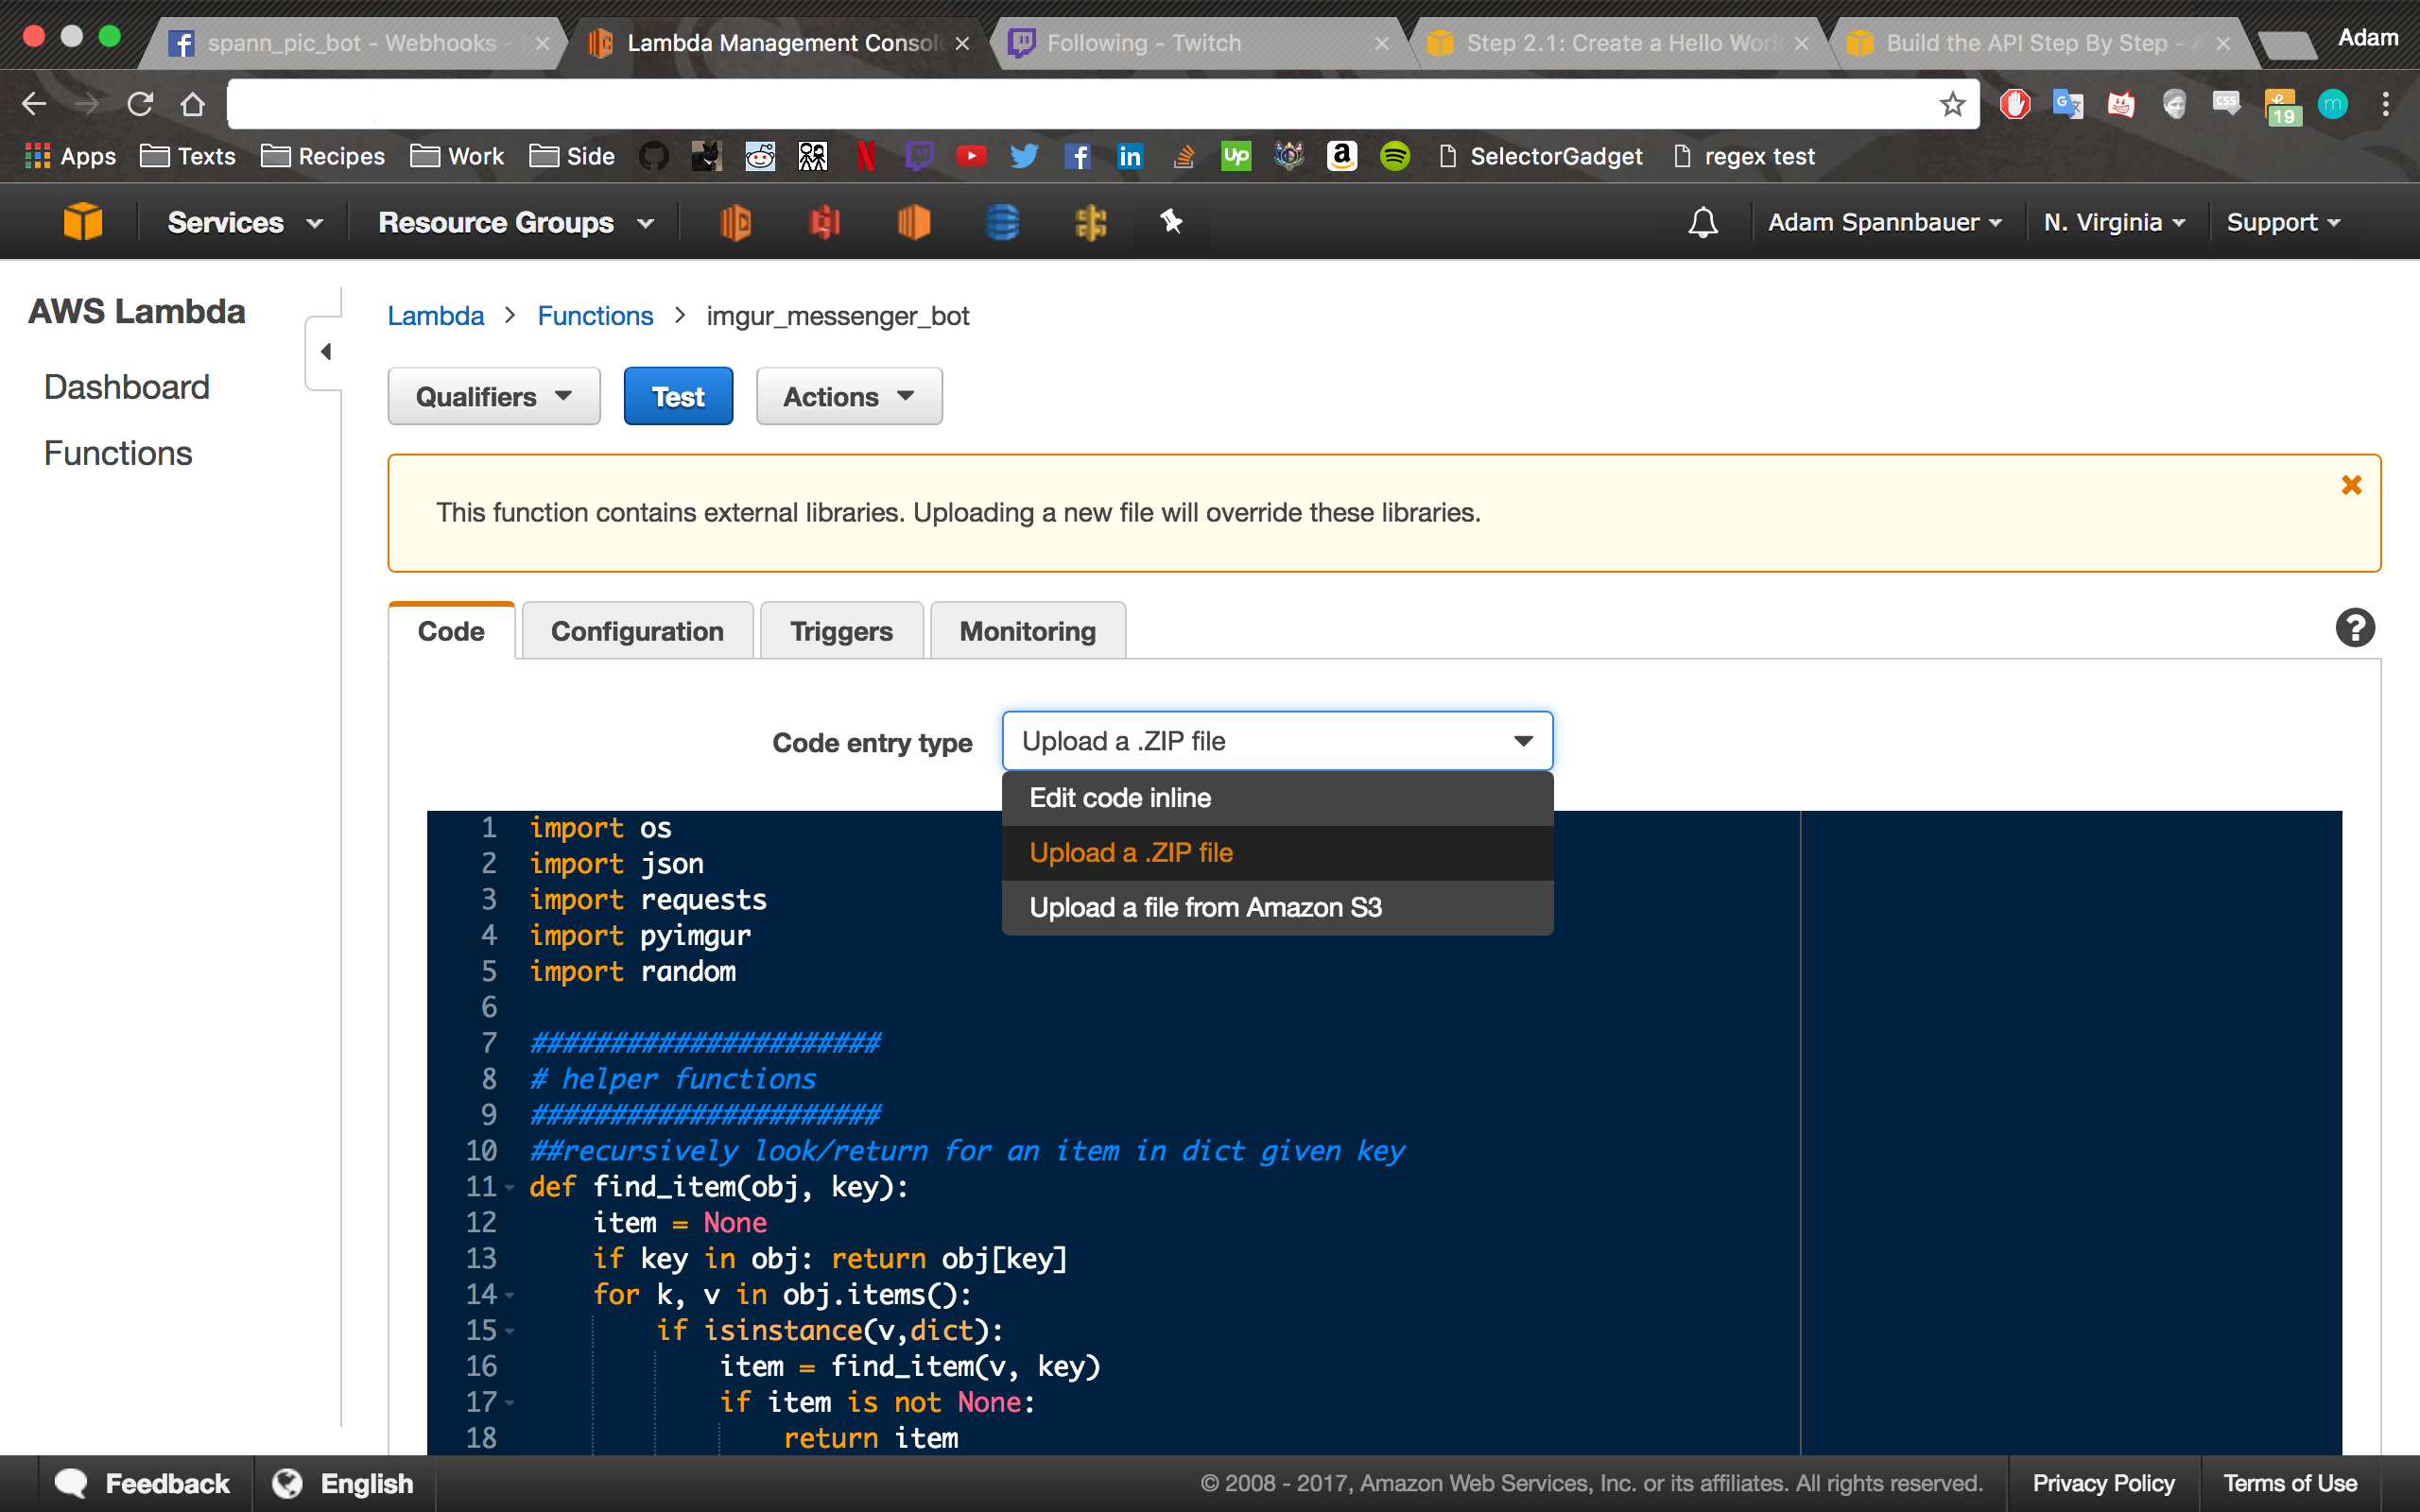 spann_pic_bot - Webhooks - Lambda Management Console Following - Twitch Step 2.1: Create a Hello Worl Build the API Step By Step - A Adam
19
Apps Texts Recipes Work Side SelectorGadget regex test
Services Resource Groups Adam Spannbauer N. Virginia Support
AWS Lambda
Dashboard
Functions
Lambda > Functions > imgur_messenger_bot
Qualifiers Test Actions
This function contains external libraries. Uploading a new file will override these libraries.
Code Configuration Triggers Monitoring
Code entry type Upload a .ZIP file
Edit code inline
Upload a .ZIP file
Upload a file from Amazon S3
1 import os
2 import json
3 import requests
4 import pyimgur
5 import random
6
7 ######################
8 # helper functions
9 ######################
10 ##recursively look/return for an item in dict given key
11 def find_item(obj, key):
12 item = None
13 if key in obj: return obj[key]
14 for k, v in obj.items():
15 if isinstance(v,dict):
16 item = find_item(v, key)
17 if item is not None:
18 return item
Feedback English © 2008 - 2017, Amazon Web Services, Inc. or its affiliates. All rights reserved. Privacy Policy Terms of Use